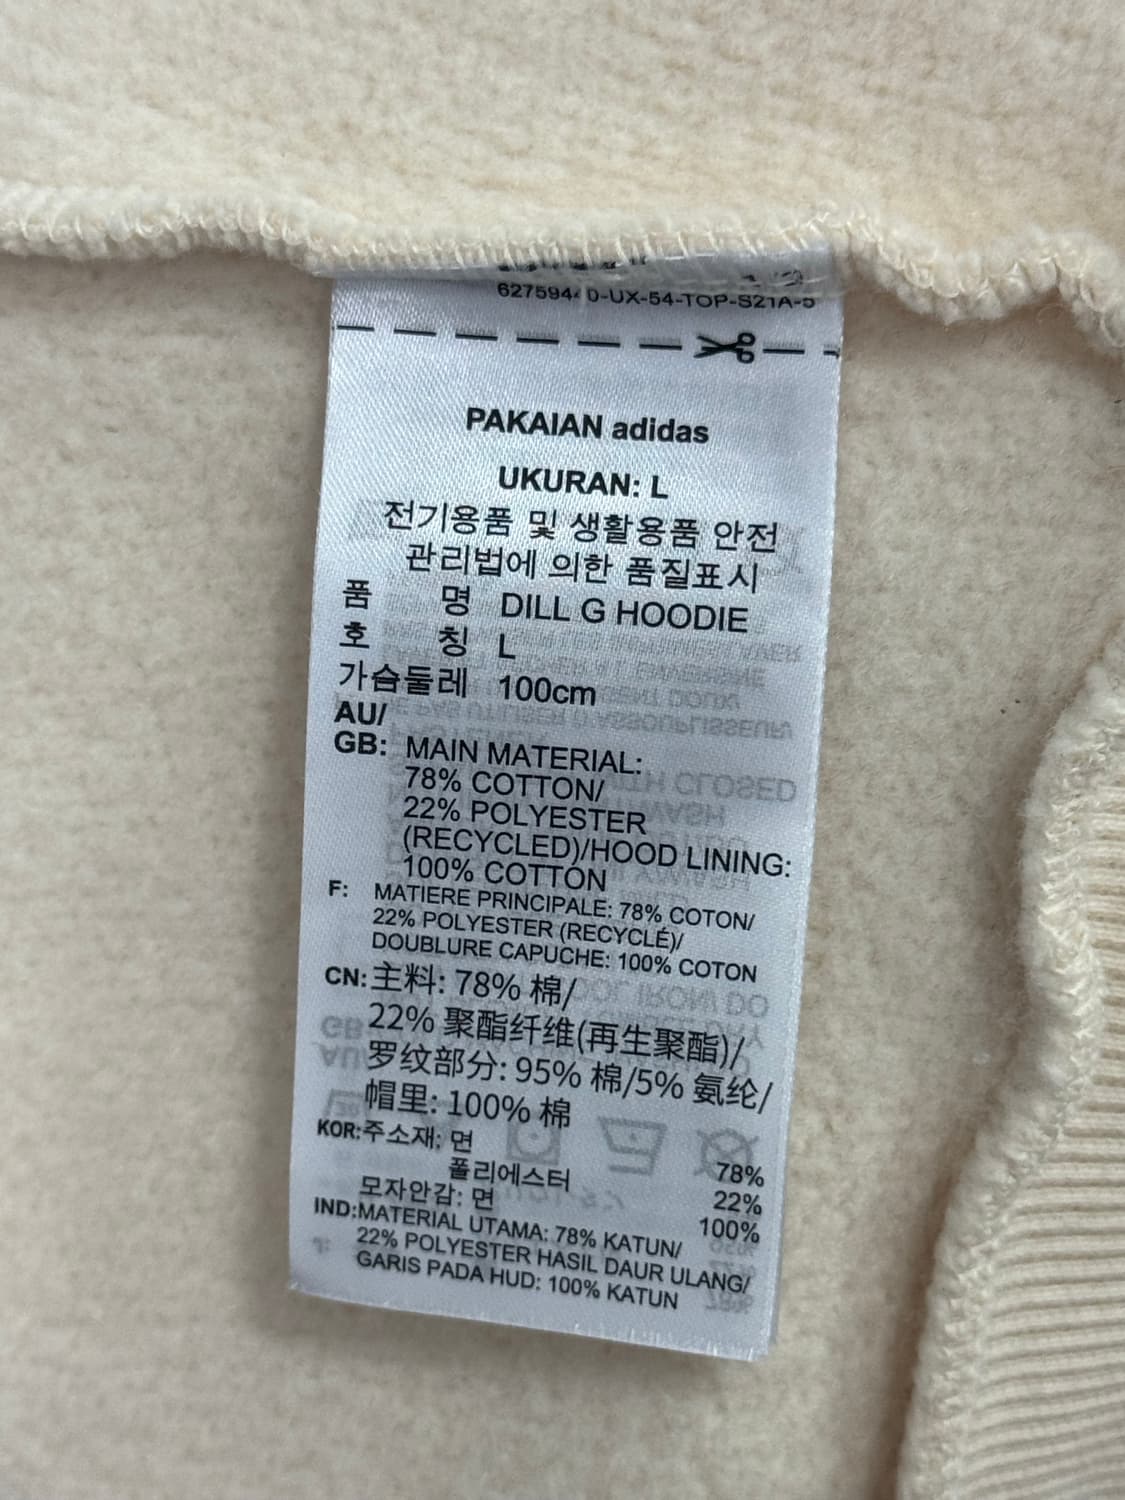 1/2
6275944 0-UX-54-TOP-S21A-5
PAKAIAN adidas
UKURAN: L
전기용품 및 생활용품 안전
관리법에 의한 품질표시
품 명 DILL G HOODIE
호 칭 L
가슴둘레 100cm
AU/
GB: MAIN MATERIAL:
78% COTTON/
22% POLYESTER
(RECYCLED)/HOOD LINING:
100% COTTON
F: MATIERE PRINCIPALE: 78% COTON/
22% POLYESTER (RECYCLÉ)/
DOUBLURE CAPUCHE: 100% COTON
CN: 主料: 78% 棉/
22% 聚酯纤维(再生聚酯)/
罗纹部分: 95% 棉/5% 氨纶/
帽里: 100% 棉
KOR:주소재: 면 78%
폴리에스터 22%
모자안감: 면 100%
IND:MATERIAL UTAMA: 78% KATUN/
22% POLYESTER HASIL DAUR ULANG/
GARIS PADA HUD: 100% KATUN